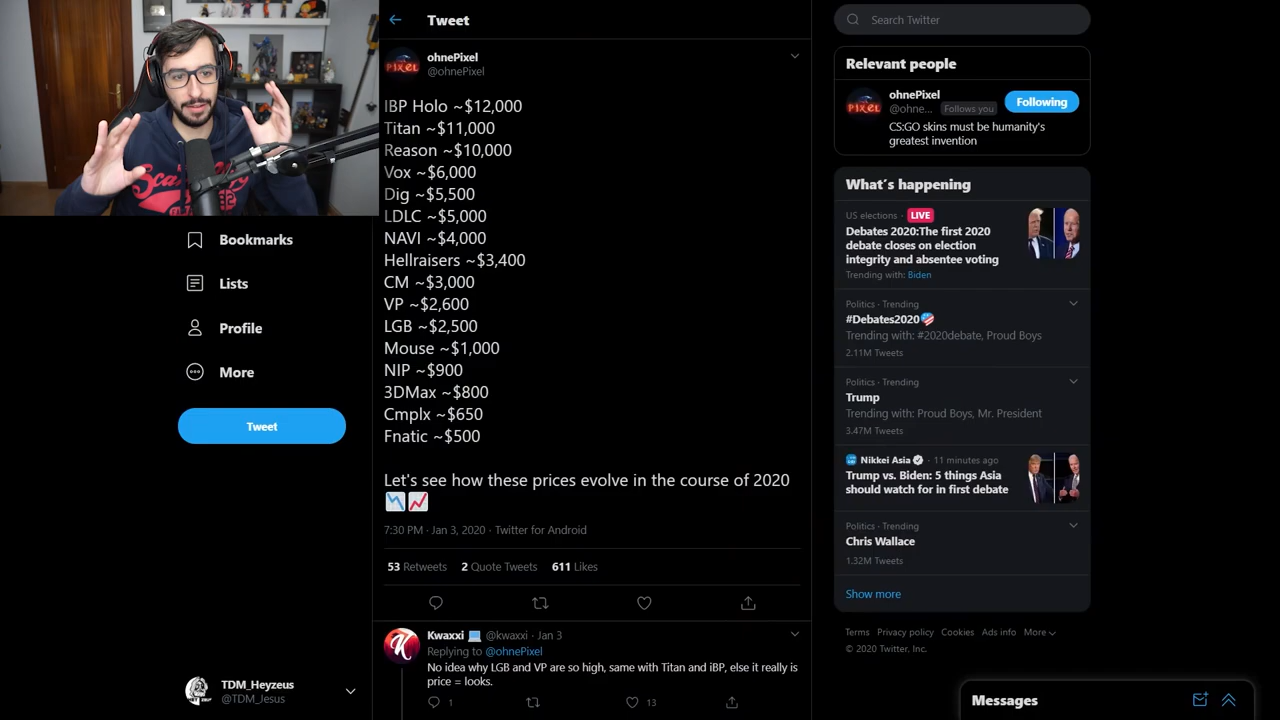 Tweet
Search Twitter
ohnePixel
@ohnePixel
PIXEL
IBP Holo ~$12,000
Titan ~$11,000
Reason ~$10,000
Vox ~$6,000
Dig ~$5,500
LDLC ~$5,000
NAVI ~$4,000
Hellraisers ~$3,400
CM ~$3,000
VP ~$2,600
LGB ~$2,500
Mouse ~$1,000
NIP ~$900
3DMax ~$800
Cmplx ~$650
Fnatic ~$500
Let's see how these prices evolve in the course of 2020
7:30 PM · Jan 3, 2020 · Twitter for Android
53 Retweets 2 Quote Tweets 611 Likes
Kwaxxi @kwaxxi · Jan 3
Replying to @ohnePixel
No idea why LGB and VP are so high, same with Titan and iBP, else it really is
price = looks.
1
13
Bookmarks
Lists
Profile
More
Tweet
TDM_Heyzeus
@TDM_Jesus
Relevant people
ohnePixel
@ohne... Follows you
Following
PIXEL
CS:GO skins must be humanity's
greatest invention
What's happening
US elections · LIVE
Debates 2020:The first 2020
debate closes on election
integrity and absentee voting
Trending with: Biden
Politics · Trending
#Debates2020
Trending with: #2020debate, Proud Boys
2.11M Tweets
Politics · Trending
Trump
Trending with: Proud Boys, Mr. President
3.47M Tweets
Nikkei Asia · 11 minutes ago
Trump vs. Biden: 5 things Asia
should watch for in first debate
Politics · Trending
Chris Wallace
1.32M Tweets
Show more
Terms Privacy policy Cookies Ads info More
© 2020 Twitter, Inc.
Messages